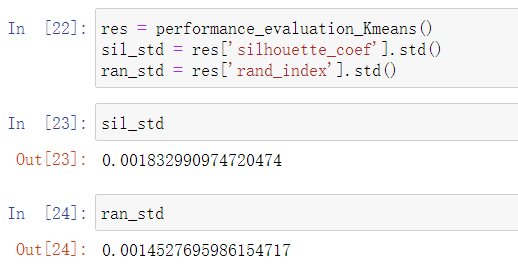 In [22]: res = performance_evaluation_Kmeans()
sil_std = res['silhouette_coef'].std()
ran_std = res['rand_index'].std()
In [23]: sil_std
Out[23]: 0.001832990974720474
In [24]: ran_std
Out[24]: 0.0014527695986154717